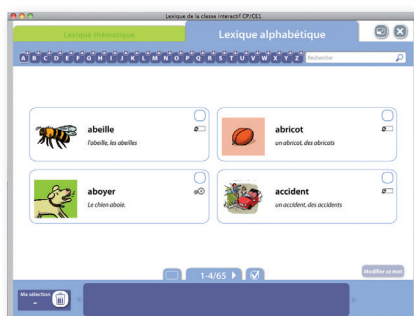 Lexique de la classe interactif CP/CE1
Lexique thématique
Lexique alphabétique
A B C D E F G H I J K L M N O P Q R S T U V W X Y Z
Rechercher
abeille
l'abeille, les abeilles
abricot
un abricot, des abricots
aboyer
Le chien aboie.
accident
un accident, des accidents
1-4/65
Modifier ce mot
Ma sélection
-